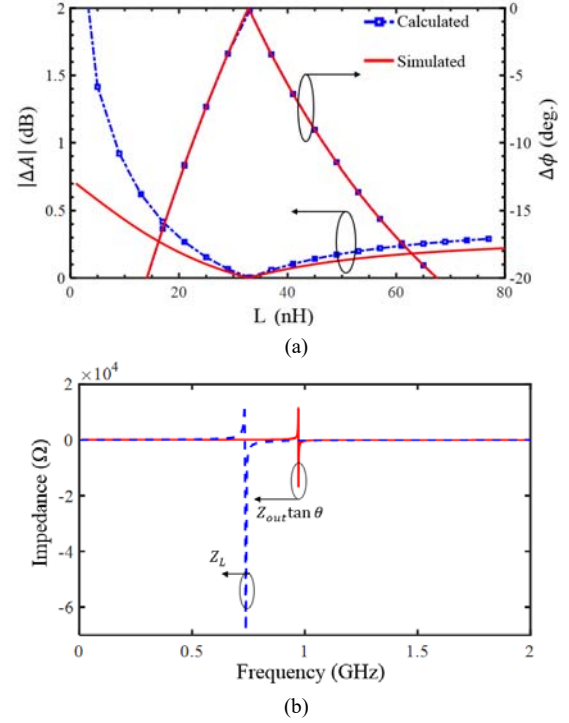 2
0
Calculated
Simulated
1.5
-5
|ΔA| (dB)
1
-10
Δϕ (deg.)
0.5
-15
0
-20
0 20 40 60 80
L (nH)
(a)
×10⁴
2
0
-2
Z_out tan θ
Impedance (Ω)
-4
Z_L
-6
0 0.5 1 1.5 2
Frequency (GHz)
(b)